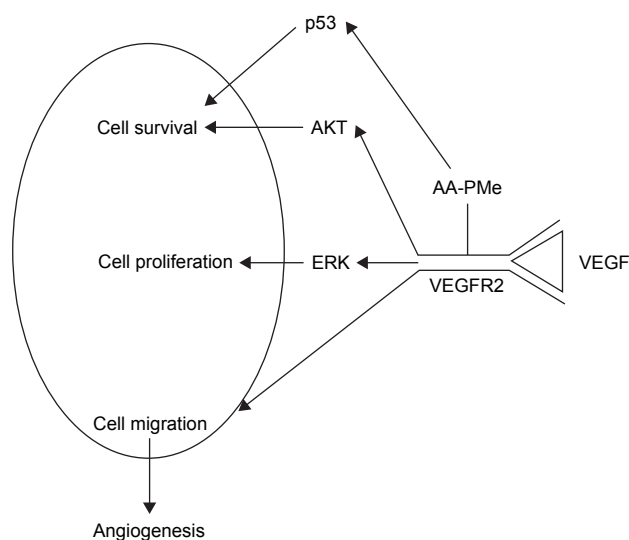 p53
Cell survival
AKT
AA-PMe
Cell proliferation
ERK
VEGFR2
VEGF
Cell migration
Angiogenesis